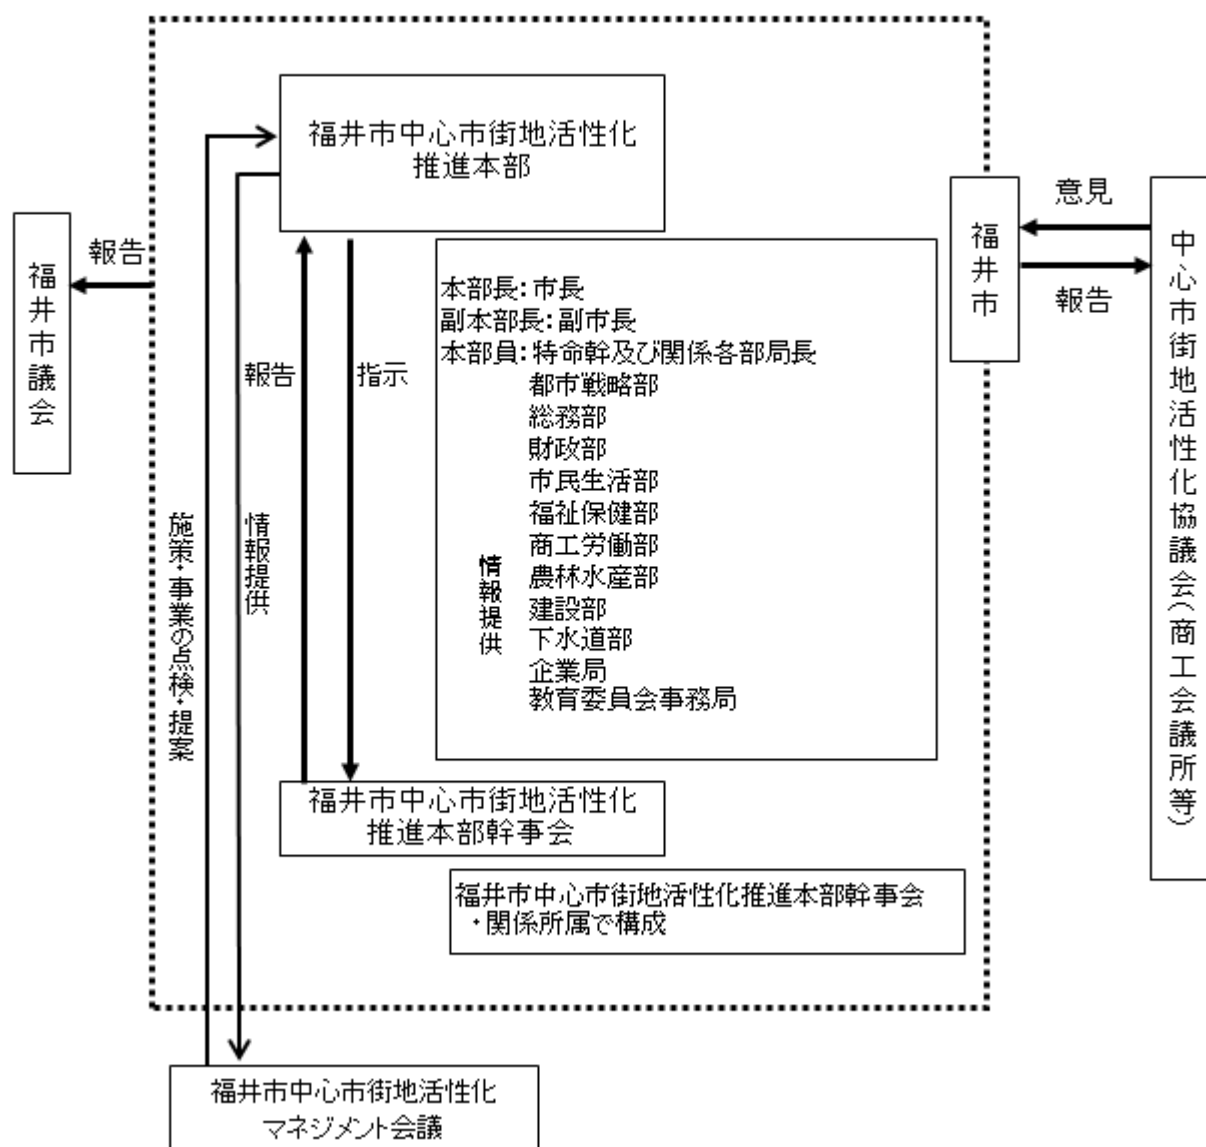 福井市中心市街地活性化
推進本部
福井市議会
報告
福井市
意見
報告
中心市街地活性化協議会(商工会議所等)
本部長:市長
副本部長:副市長
本部員:特命幹及び関係各部局長
都市戦略部
総務部
財政部
市民生活部
福祉保健部
商工労働部
農林水産部
建設部
下水道部
企業局
教育委員会事務局
情報提供
報告
指示
施策・事業の点検・提案
情報提供
福井市中心市街地活性化
推進本部幹事会
福井市中心市街地活性化推進本部幹事会
・関係所属で構成
福井市中心市街地活性化
マネジメント会議